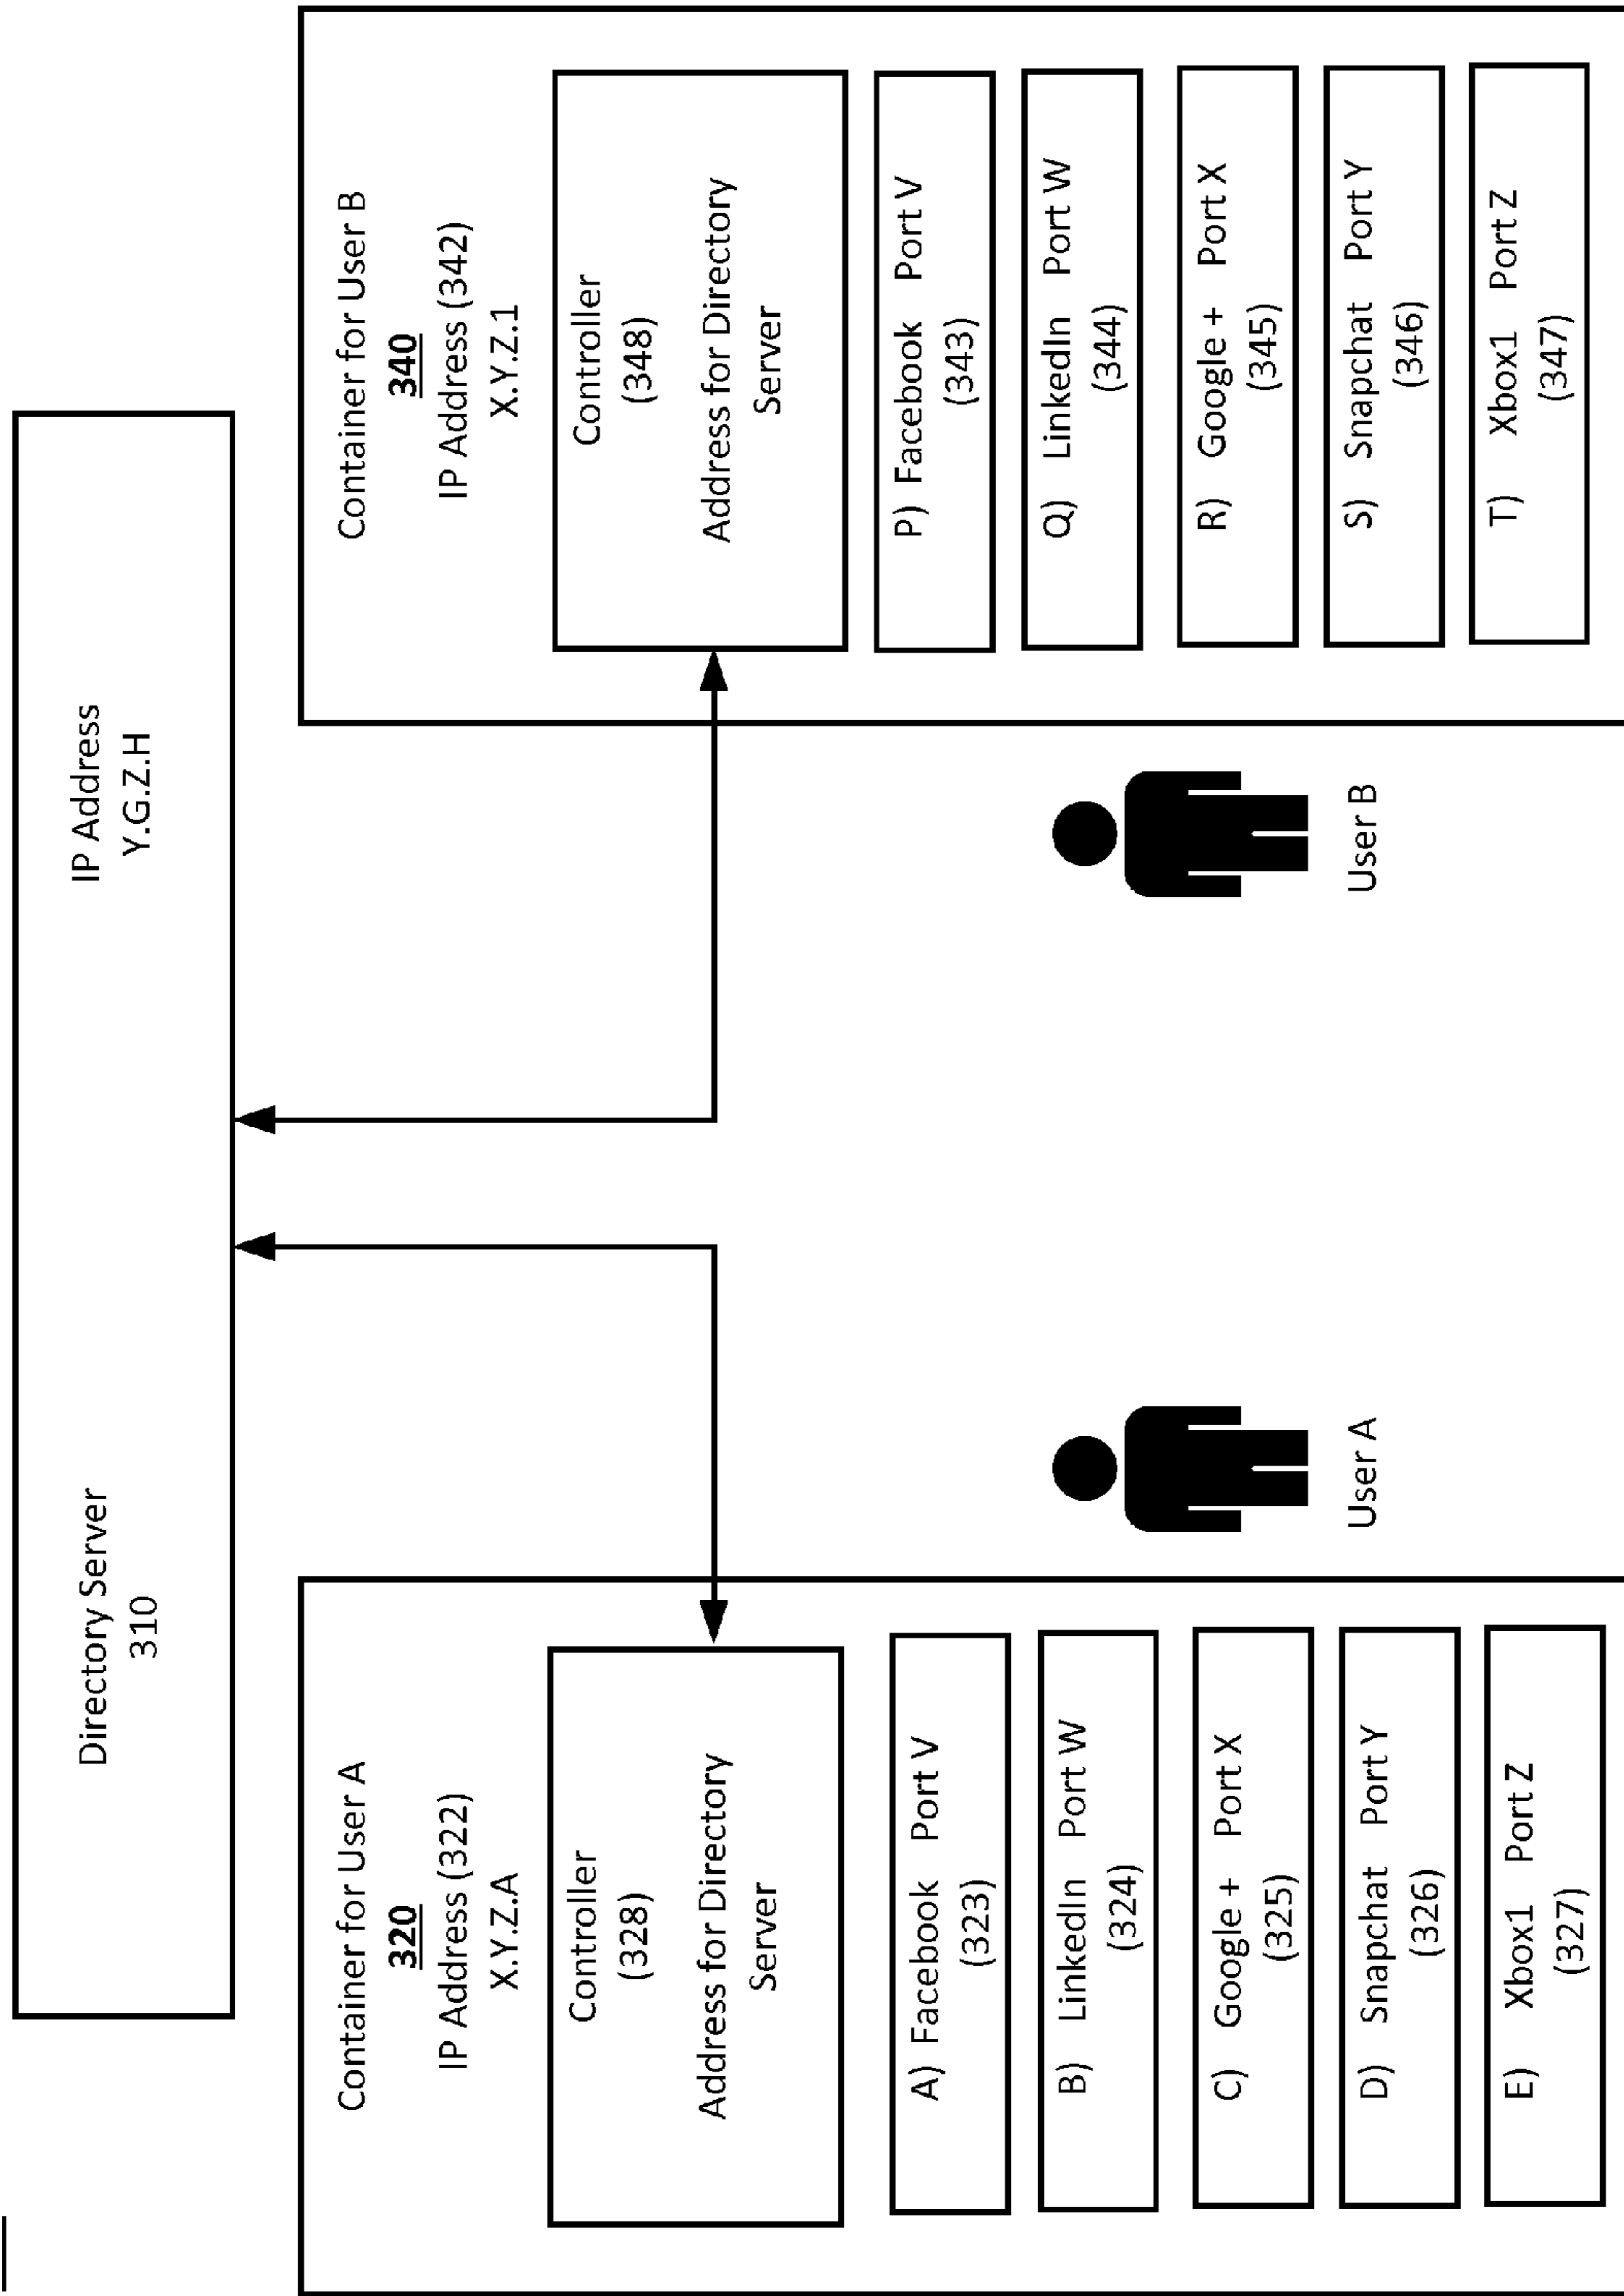 Directory Server
310
IP Address
Y.G.Z.H
Container for User A
320
IP Address (322)
X.Y.Z.A
Controller
(328)
Address for Directory
Server
A) Facebook Port V
(323)
B) LinkedIn Port W
(324)
C) Google + Port X
(325)
D) Snapchat Port Y
(326)
E) Xbox1 Port Z
(327)
User A
User B
Container for User B
340
IP Address (342)
X.Y.Z.1
Controller
(348)
Address for Directory
Server
P) Facebook Port V
(343)
Q) LinkedIn Port W
(344)
R) Google + Port X
(345)
S) Snapchat Port Y
(346)
T) Xbox1 Port Z
(347)